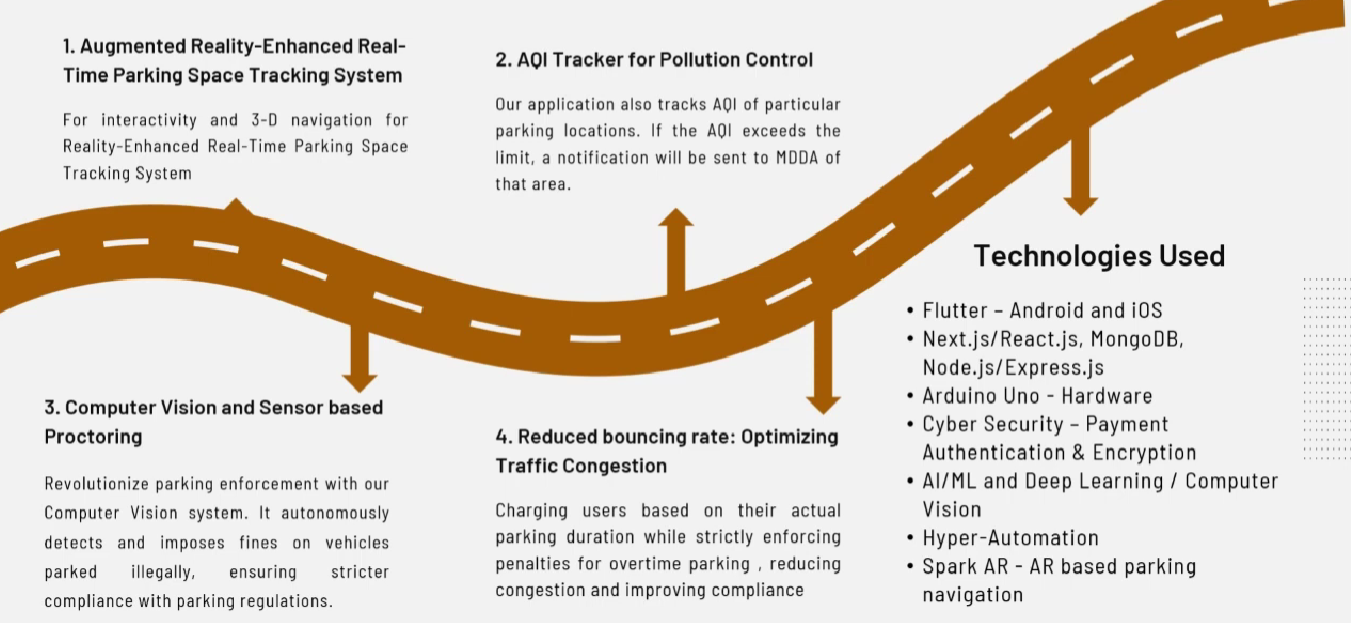 1. Augmented Reality-Enhanced Real-
Time Parking Space Tracking System
For interactivity and 3-D navigation for
Reality-Enhanced Real-Time Parking Space
Tracking System
2. AQI Tracker for Pollution Control
Our application also tracks AQI of particular
parking locations. If the AQI exceeds the
limit, a notification will be sent to MDDA of
that area.
3. Computer Vision and Sensor based
Proctoring
Revolutionize parking enforcement with our
Computer Vision system. It autonomously
detects and imposes fines on vehicles
parked illegally, ensuring stricter
compliance with parking regulations.
4. Reduced bouncing rate: Optimizing
Traffic Congestion
Charging users based on their actual
parking duration while strictly enforcing
penalties for overtime parking , reducing
congestion and improving compliance
Technologies Used
• Flutter – Android and iOS
• Next.js/React.js, MongoDB,
Node.js/Express.js
• Arduino Uno - Hardware
• Cyber Security – Payment
Authentication & Encryption
• AI/ML and Deep Learning / Computer
Vision
• Hyper-Automation
• Spark AR - AR based parking
navigation